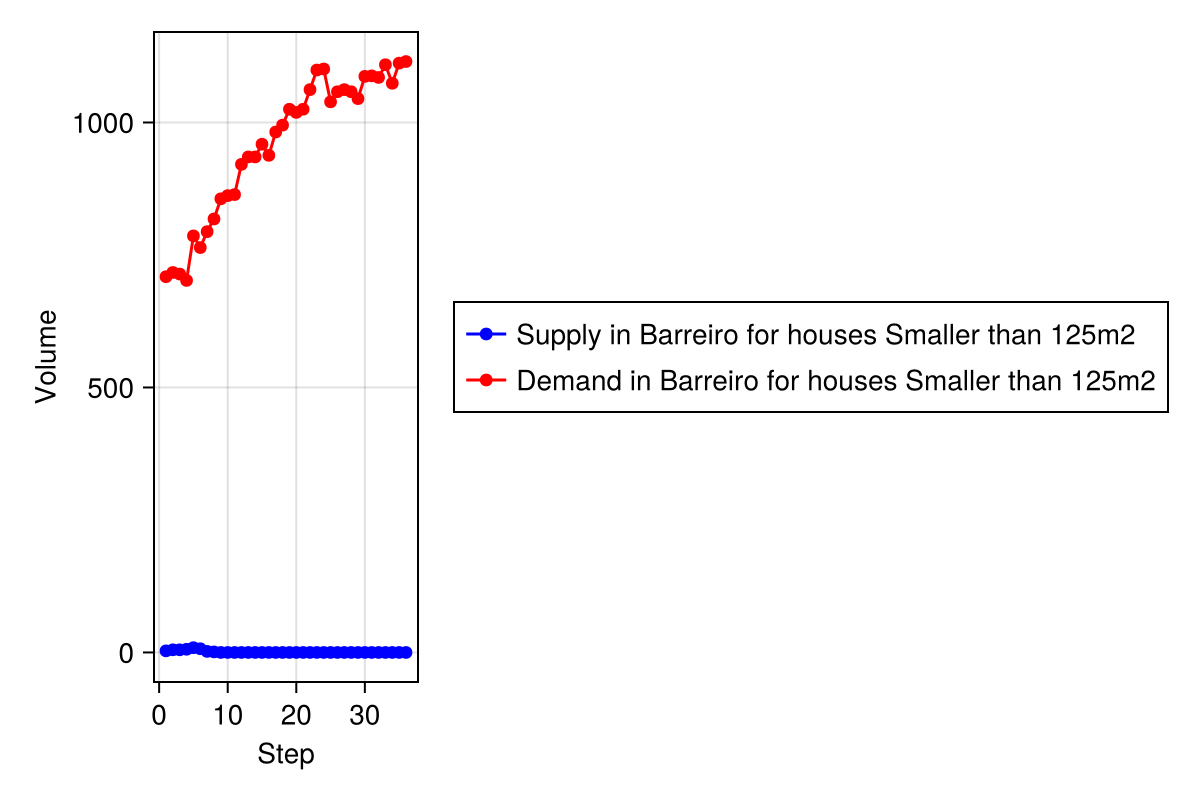 Volume
1000
500
0
0 10 20 30
Step
Supply in Barreiro for houses Smaller than 125m2
Demand in Barreiro for houses Smaller than 125m2